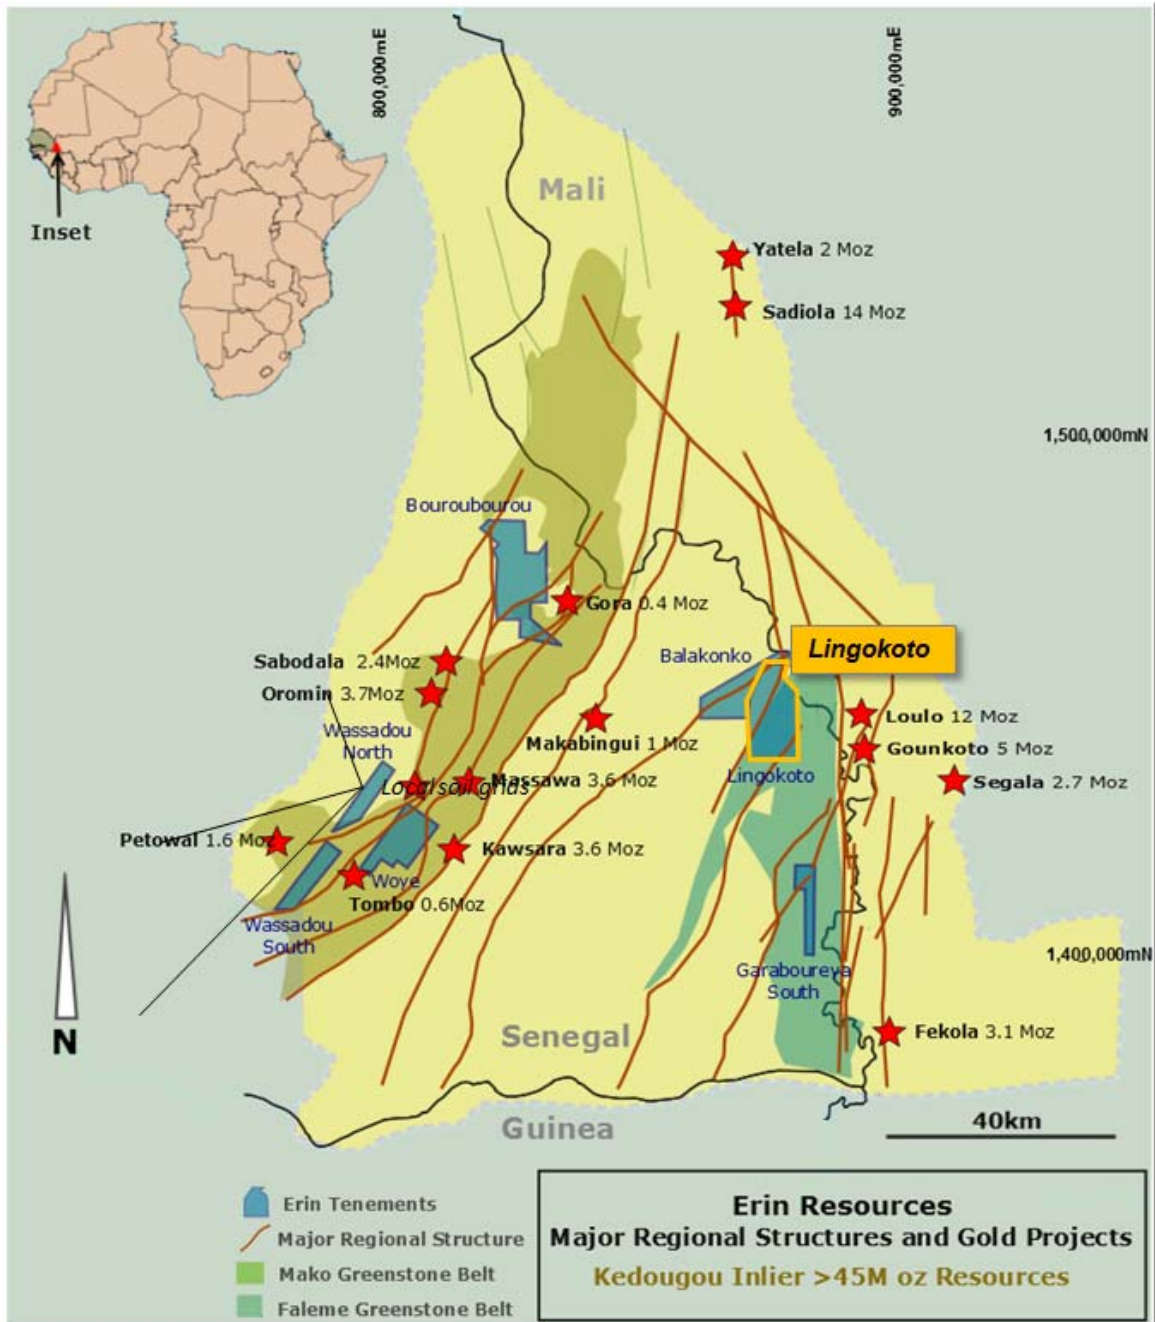 800,000mE
900,000mE
Inset
Mali
Yatela 2 Moz
Sadiola 14 Moz
1,500,000mN
Bouroubourou
Gora 0.4 Moz
Lingokoto
Balakonko
Sabodala 2.4Moz
Oromin 3.7Moz
Wassadou
North
Makabingui 1 Moz
Loulo 12 Moz
Gounkoto 5 Moz
Lingokoto
Segala 2.7 Moz
Massawa 3.6 Moz
Local soil grids
Petowal 1.6 Moz
Kawsara 3.6 Moz
Woye
Tombo 0.6Moz
Wassadou
South
1,400,000mN
Garaboureya
South
N
Senegal
Fekola 3.1 Moz
Guinea
40km
Erin Tenements
Major Regional Structure
Mako Greenstone Belt
Faleme Greenstone Belt
Erin Resources
Major Regional Structures and Gold Projects
Kedougou Inlier >45M oz Resources